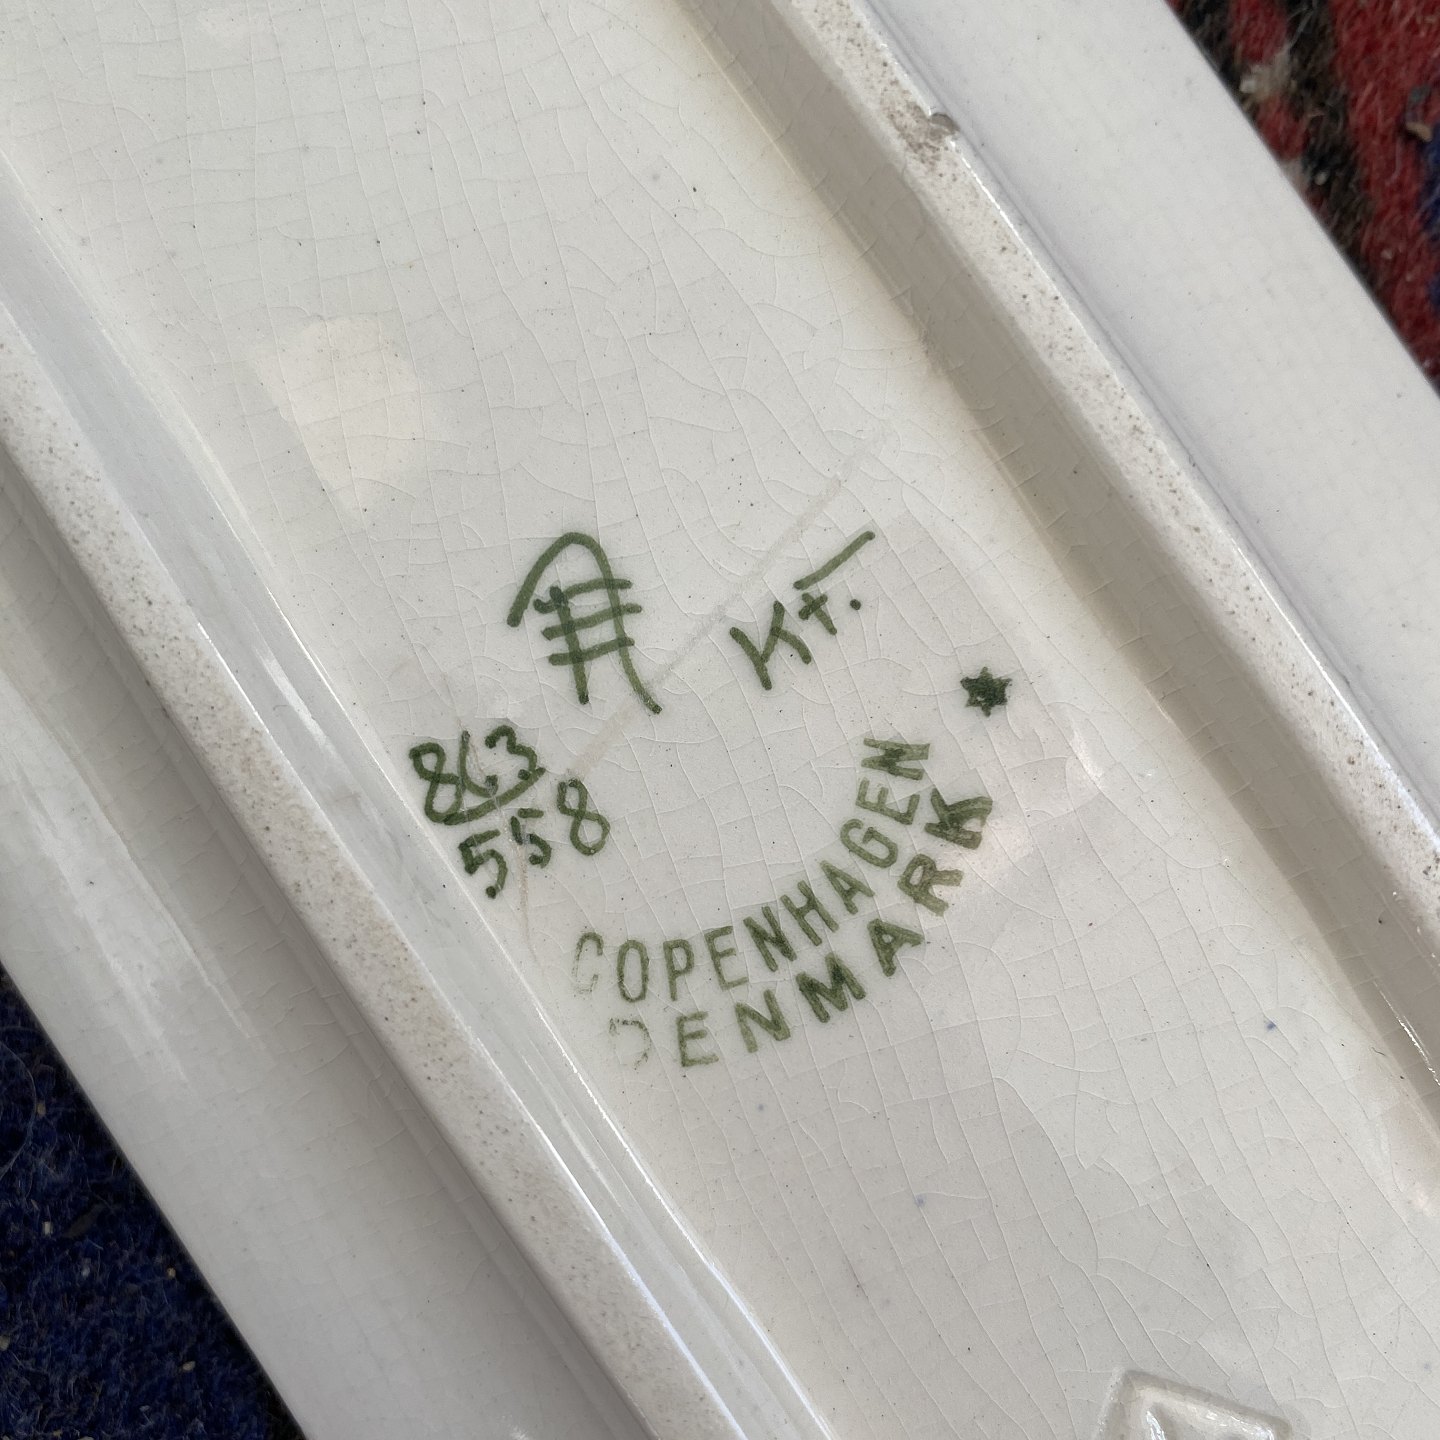 Kt.
863
558
COPENHAGEN
DENMARK